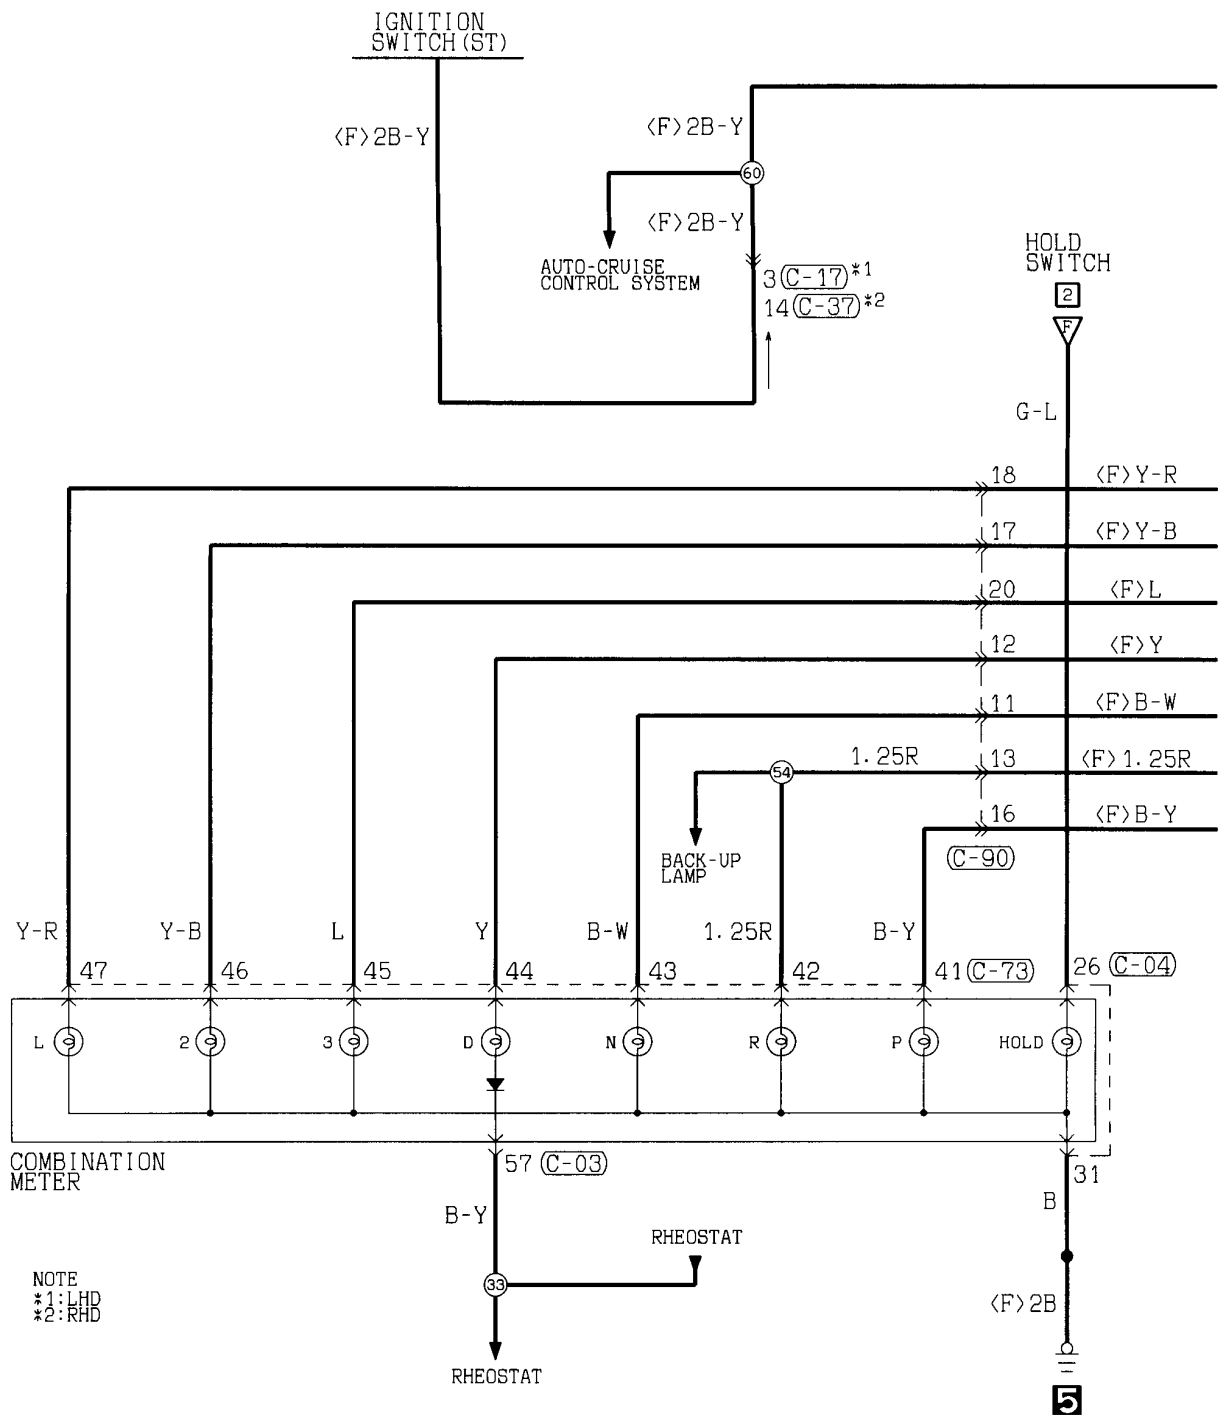 IGNITION
SWITCH(ST)
<F>2B-Y
<F>2B-Y
60
<F>2B-Y
AUTO-CRUISE
CONTROL SYSTEM
3 (C-17) *1
14 (C-37) *2
HOLD
SWITCH
2
F
G-L
18 <F>Y-R
17 <F>Y-B
20 <F>L
12 <F>Y
11 <F>B-W
54 1.25R 13 <F>1.25R
16 <F>B-Y
BACK-UP
LAMP
(C-90)
Y-R Y-B L Y B-W 1.25R B-Y
47 46 45 44 43 42 41 (C-73) 26 (C-04)
L 2 3 D N R P HOLD
COMBINATION
METER
57 (C-03)
31
B-Y
B
RHEOSTAT
33
NOTE
*1:LHD
*2:RHD
<F>2B
RHEOSTAT
5